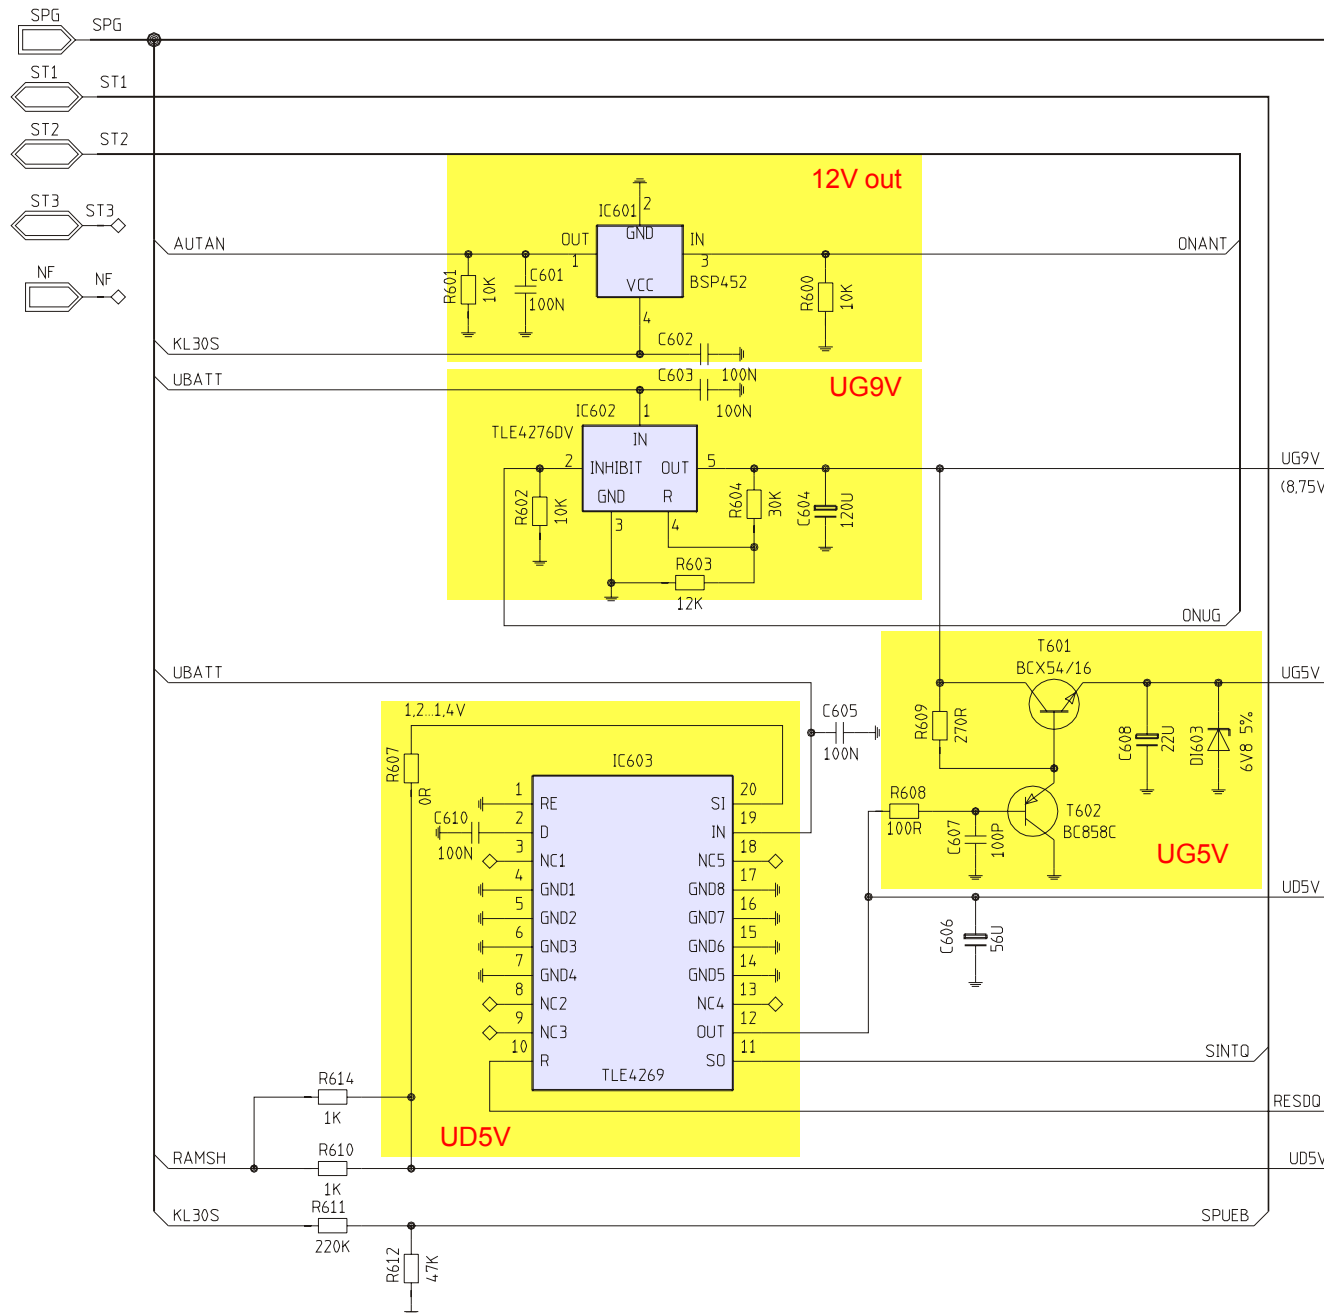 SPG SPG
ST1 ST1
ST2 ST2
12V out
ST3 ST3
IC601 2
GND
AUTAN OUT IN ONANT
1 3
NF NF
R601 10K C601 100N BSP452 R600 10K
VCC
4
KL30S C602
100N
UBATT C603
100N UG9V
IC602 1
TLE4276DV IN
2 INHIBIT OUT 5 UG9V
GND R (8,75V
R602 10K 3 4 R604 30K C604 120U
R603
12K
ONUG
T601
BCX54/16
UBATT UG5V
1,2...1,4V C605
100N
R609 270R C608 22U DI603 6V8 5%
R607 0R IC603
1 RE SI 20
R608
100R
C610
100N
2 D IN 19
C607 100P
T602
BC858C
3 NC1 NC5 18
UG5V
4 GND1 GND8 17
UD5V
5 GND2 GND7 16
6 GND3 GND6 15
C606 56U
7 GND4 GND5 14
8 NC2 NC4 13
9 NC3 OUT 12
10 R SO 11
SINTQ
TLE4269
R614
1K
RESDQ
UD5V
RAMSH R610 UD5V
1K
KL30S R611 SPUEB
220K
R612 47K